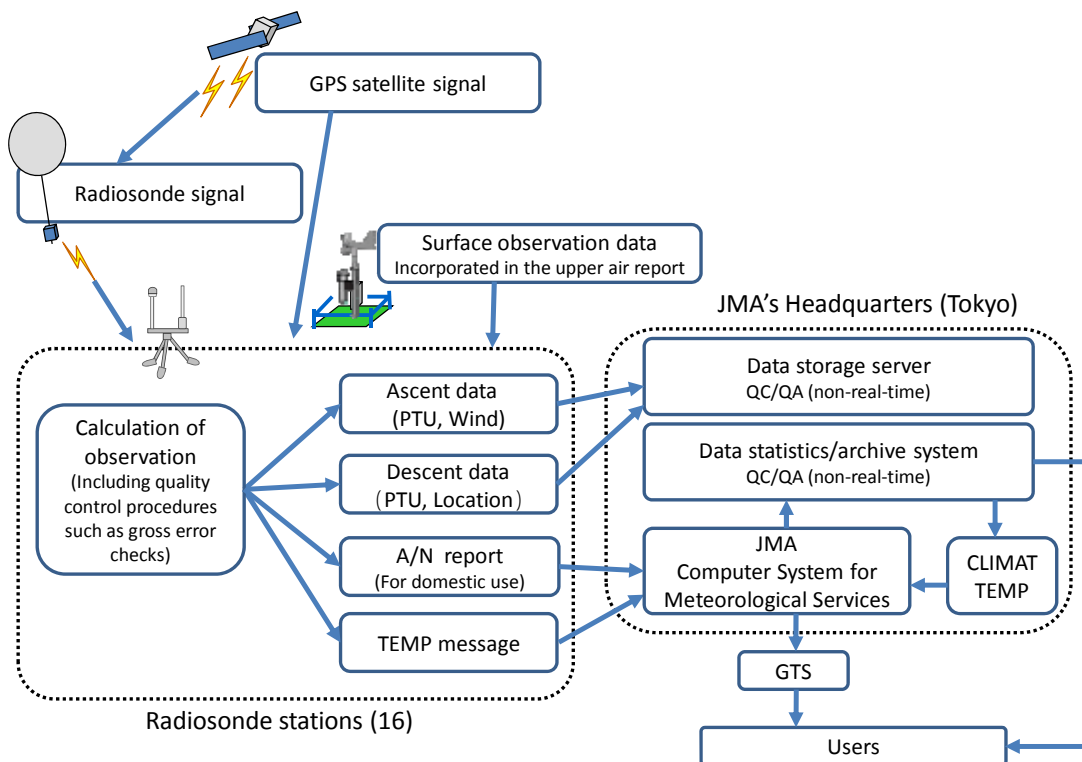 GPS satellite signal
Radiosonde signal
Surface observation data
Incorporated in the upper air report
JMA’s Headquarters (Tokyo)
Calculation of
observation
(Including quality
control procedures
such as gross error
checks)
Ascent data
(PTU, Wind)
Descent data
(PTU, Location)
A/N report
(For domestic use)
TEMP message
Radiosonde stations (16)
Data storage server
QC/QA (non-real-time)
Data statistics/archive system
QC/QA (non-real-time)
JMA
Computer System for
Meteorological Services
CLIMAT
TEMP
GTS
Users